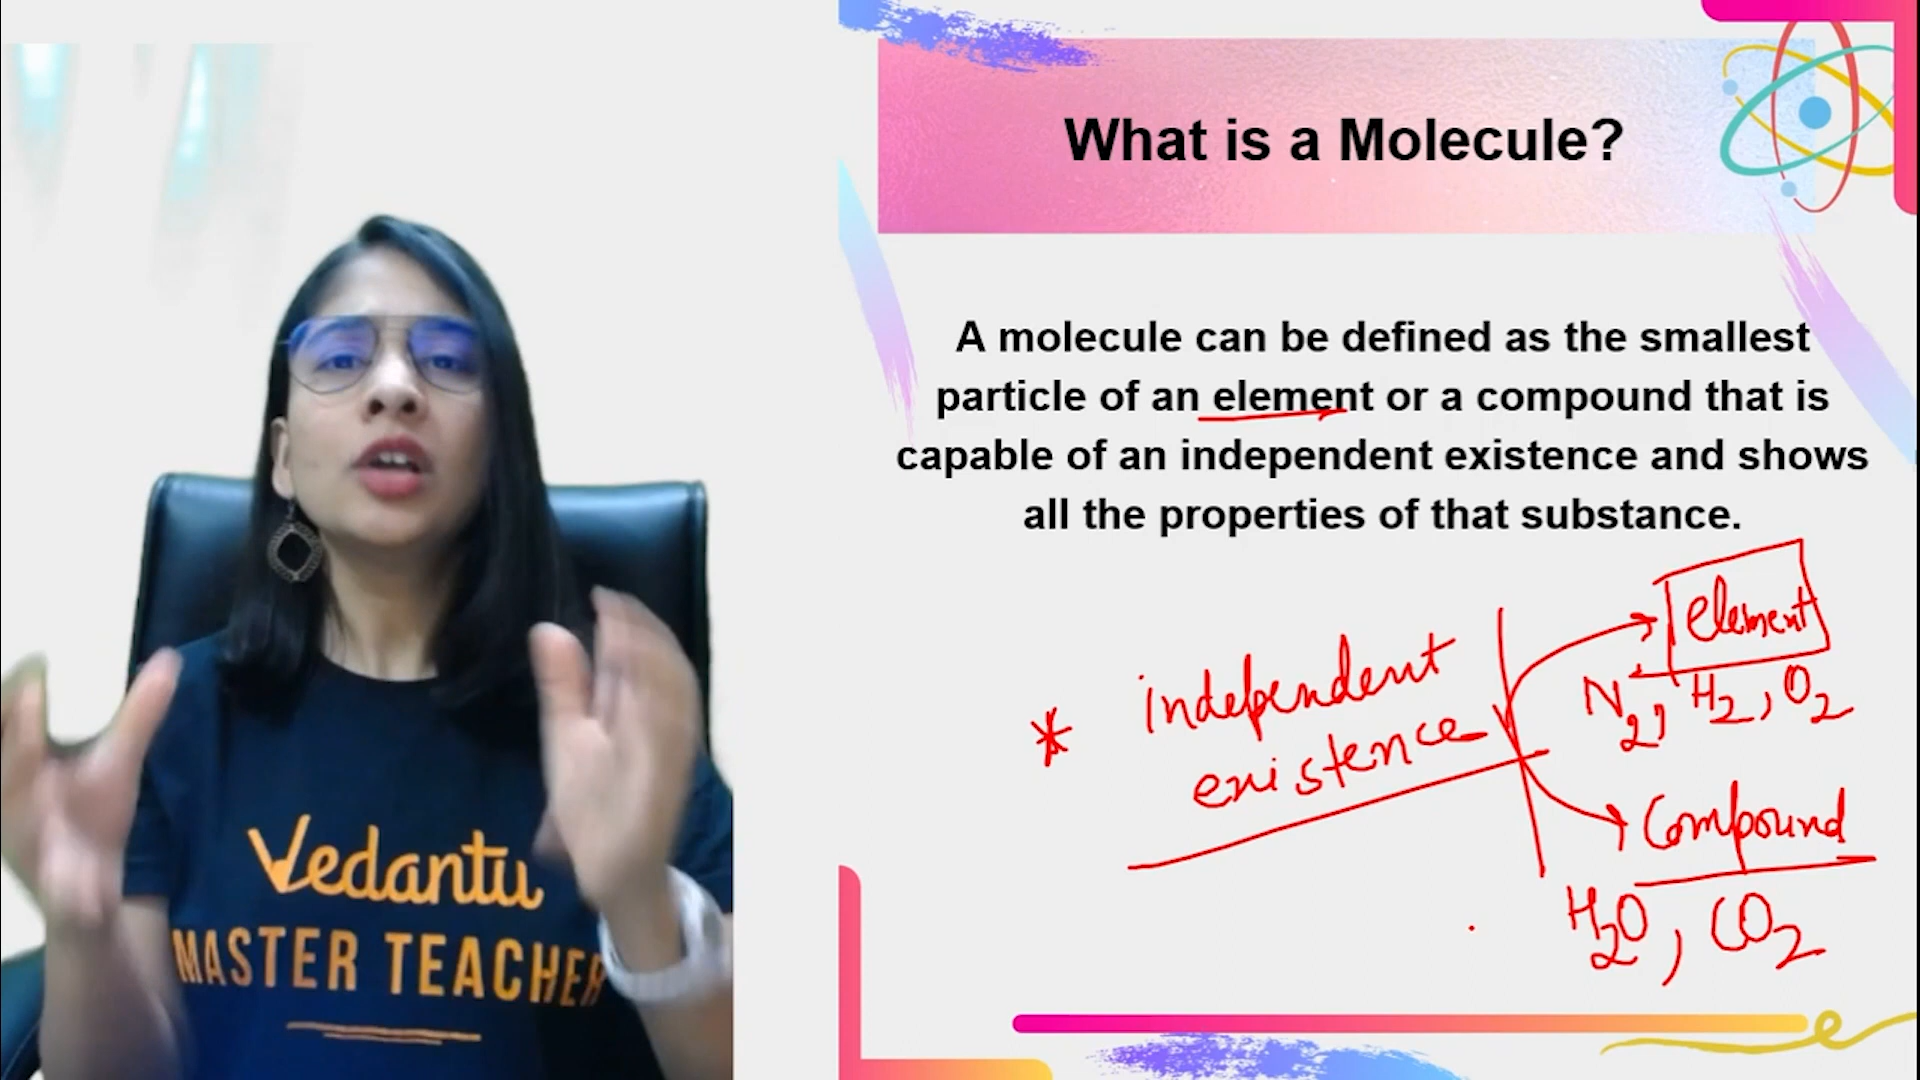 What is a Molecule?
A molecule can be defined as the smallest
particle of an element or a compound that is
capable of an independent existence and shows
all the properties of that substance.
* independent
existence
element
N2, H2, O2
Compound
H2O, CO2
Vedantu
MASTER TEACHER